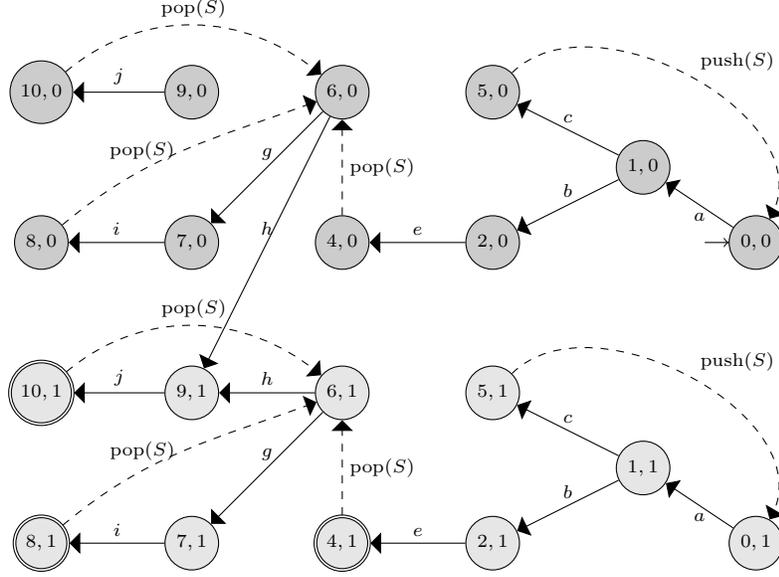 pop(S)
push(S)
10, 0
j
9, 0
6, 0
5, 0
c
pop(S)
g
pop(S)
1, 0
b
a
8, 0
i
7, 0
h
4, 0
e
2, 0
0, 0
pop(S)
push(S)
10, 1
j
9, 1
h
6, 1
5, 1
c
pop(S)
g
pop(S)
1, 1
b
a
8, 1
i
7, 1
4, 1
e
2, 1
0, 1